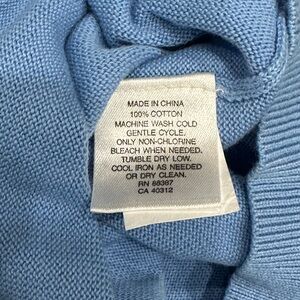 MADE IN CHINA
100% COTTON
MACHINE WASH COLD
GENTLE CYCLE.
ONLY NON-CHLORINE
BLEACH WHEN NEEDED.
TUMBLE DRY LOW.
COOL IRON AS NEEDED
OR DRY CLEAN.
RN 88387
CA 40312